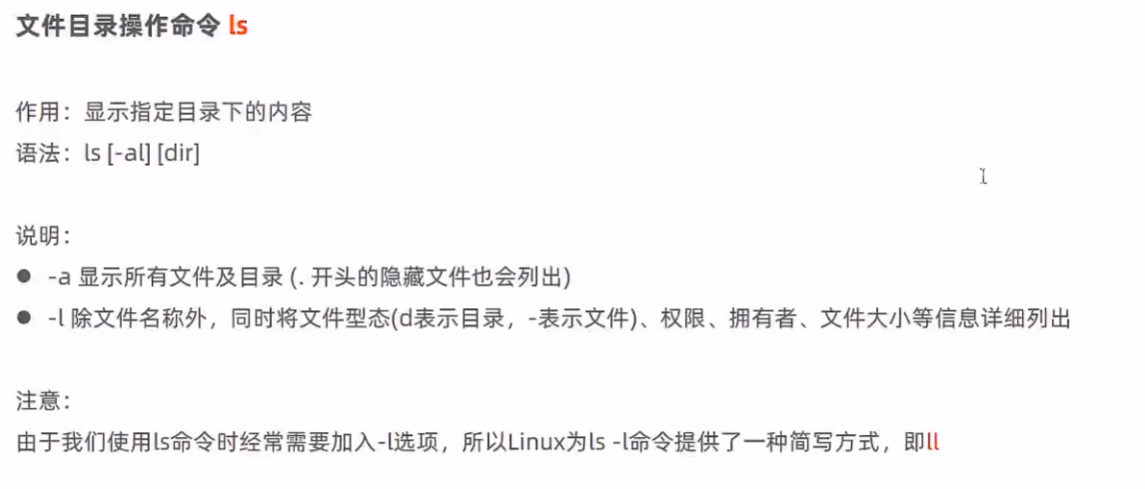 文件目录操作命令 ls
作用：显示指定目录下的内容
语法：ls [-al] [dir]
说明：
● -a 显示所有文件及目录 (. 开头的隐藏文件也会列出)
● -l 除文件名称外，同时将文件型态(d表示目录，-表示文件)、权限、拥有者、文件大小等信息详细列出
注意：
由于我们使用ls命令时经常需要加入-l选项，所以Linux为ls -l命令提供了一种简写方式，即ll